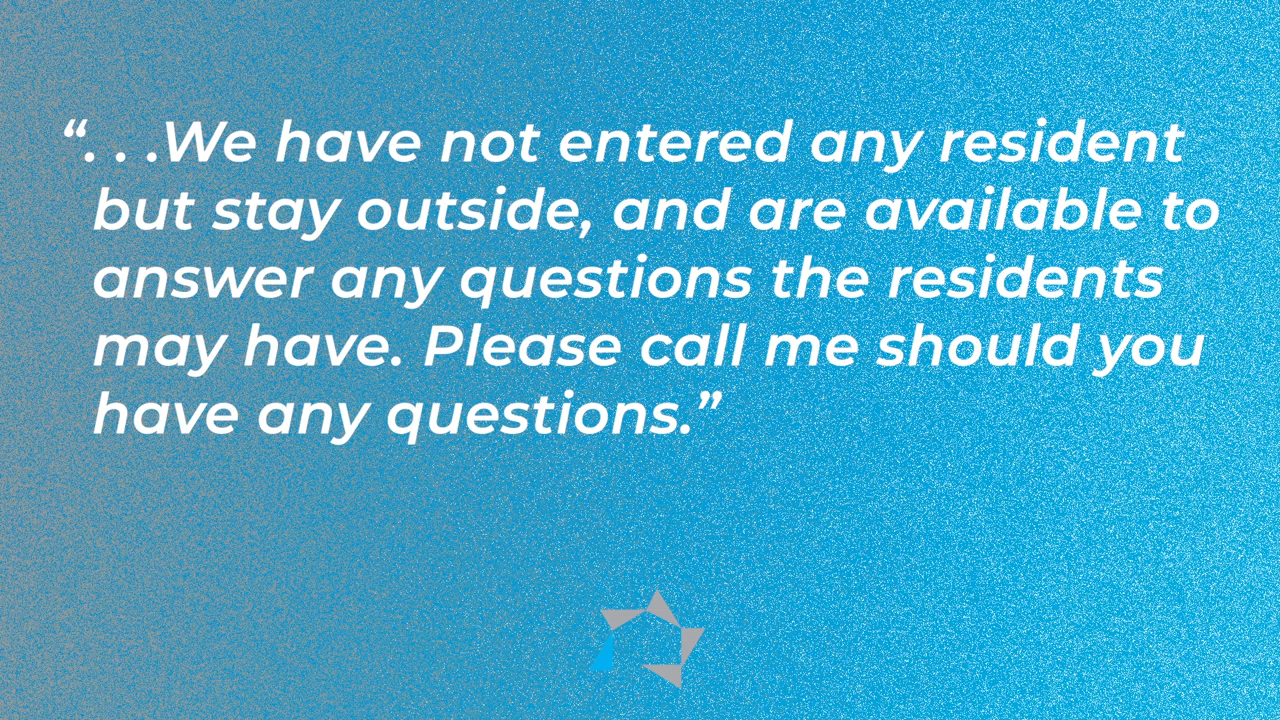 “. . .We have not entered any resident
but stay outside, and are available to
answer any questions the residents
may have. Please call me should you
have any questions.”